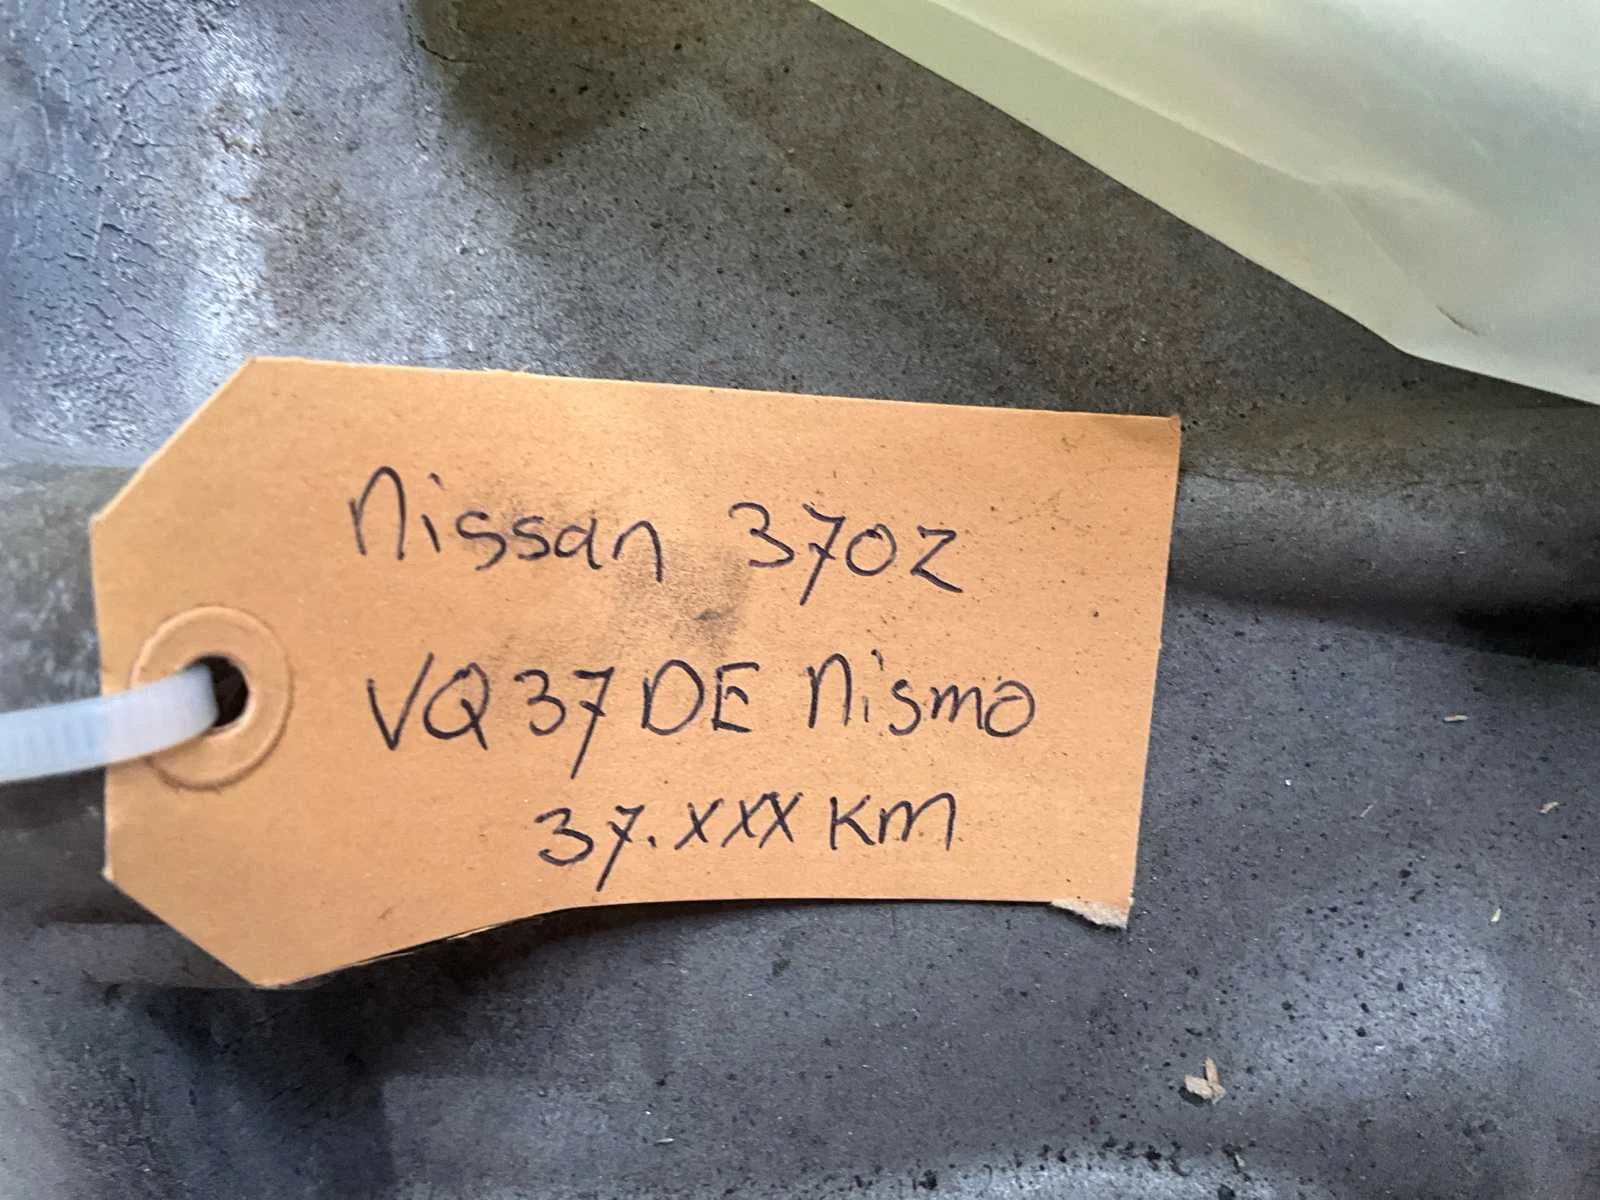 Nissan 370Z
VQ37DE Nismo
37.xxx km